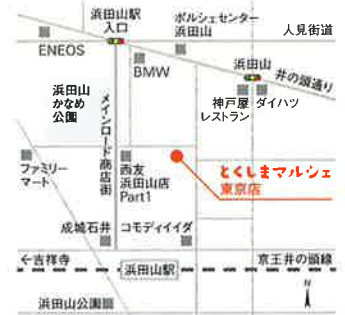 浜田山駅
入口
ポルシェセンター
浜田山
人見街道
ENEOS
BMW
浜田山
井の頭通り
浜田山
かなめ
公園
メインロード商店街
神戸屋
レストラン
ダイハツ
ファミリー
マート
西友
浜田山店
Part1
とくしまマルシェ
東京店
成城石井
コモディイイダ
←吉祥寺
浜田山駅
京王井の頭線
浜田山公園
N